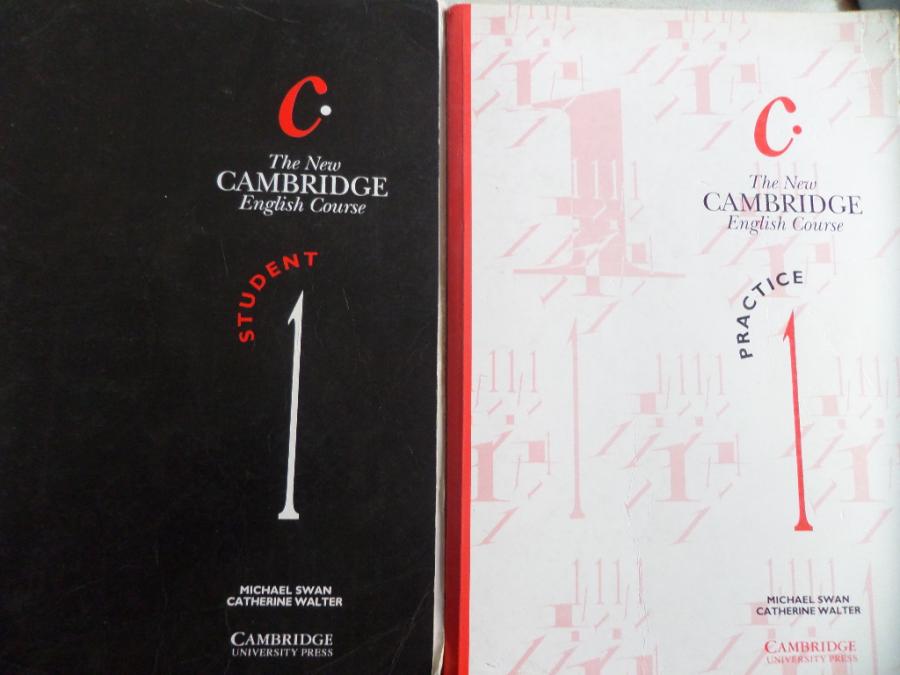 C.
The New
CAMBRIDGE
English Course
STUDENT
1
MICHAEL SWAN
CATHERINE WALTER
CAMBRIDGE
UNIVERSITY PRESS
C.
The New
CAMBRIDGE
English Course
PRACTICE
1
MICHAEL SWAN
CATHERINE WALTER
CAMBRIDGE
UNIVERSITY PRESS